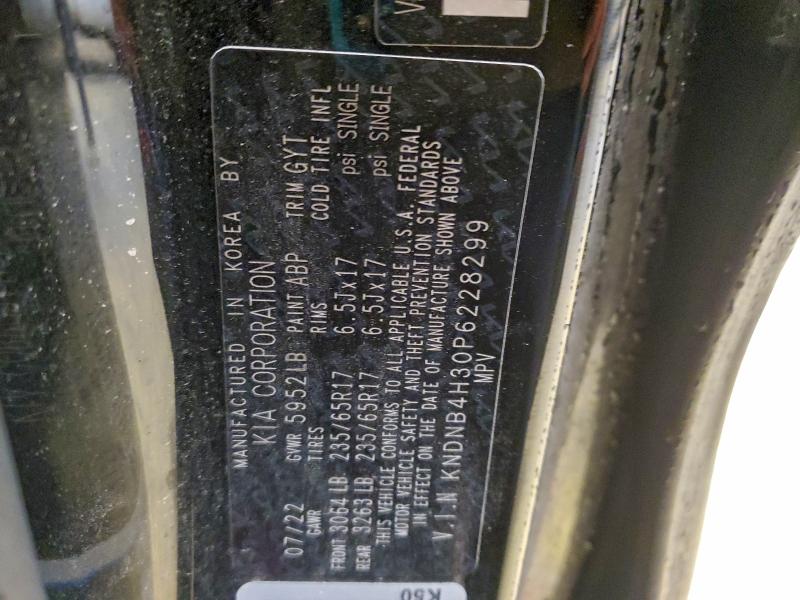 MANUFACTURED IN KOREA BY
KIA CORPORATION
07/22 GVWR 5952LB PAINT ABP TRIM GYT
GAWR TIRES RIMS COLD TIRE INFL
FRONT 3064LB 235/65R17 6.5Jx17 psi SINGLE
REAR 3263LB 235/65R17 6.5Jx17 psi SINGLE
THIS VEHICLE CONFORMS TO ALL APPLICABLE U.S.A. FEDERAL
MOTOR VEHICLE SAFETY AND THEFT PREVENTION STANDARDS
IN EFFECT ON THE DATE OF MANUFACTURE SHOWN ABOVE
V.I.N KNDNB4H30P6228299
MPV
K50